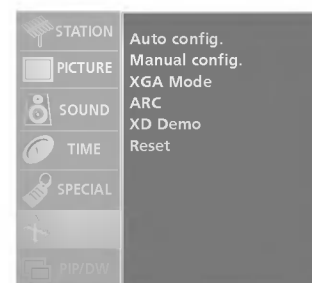 STATION
PICTURE
SOUND
TIME
SPECIAL
PIP/DW
Auto config.
Manual config.
XGA Mode
ARC
XD Demo
Reset